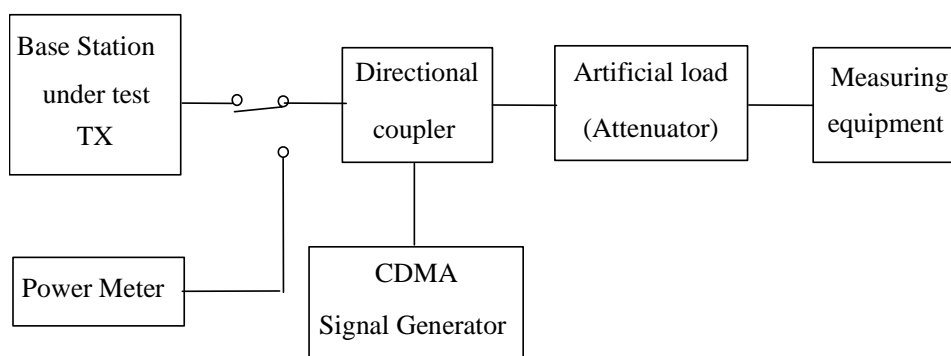 Base Station
under test
TX
Directional
coupler
Artificial load
(Attenuator)
Measuring
equipment
Power Meter
CDMA
Signal Generator